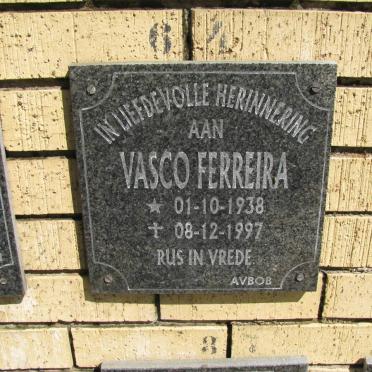 IN LIEFDEVOLLE HERINNERING
AAN
VASCO FERREIRA
★ 01-10-1938
✝ 08-12-1997
RUS IN VREDE
AVBOB